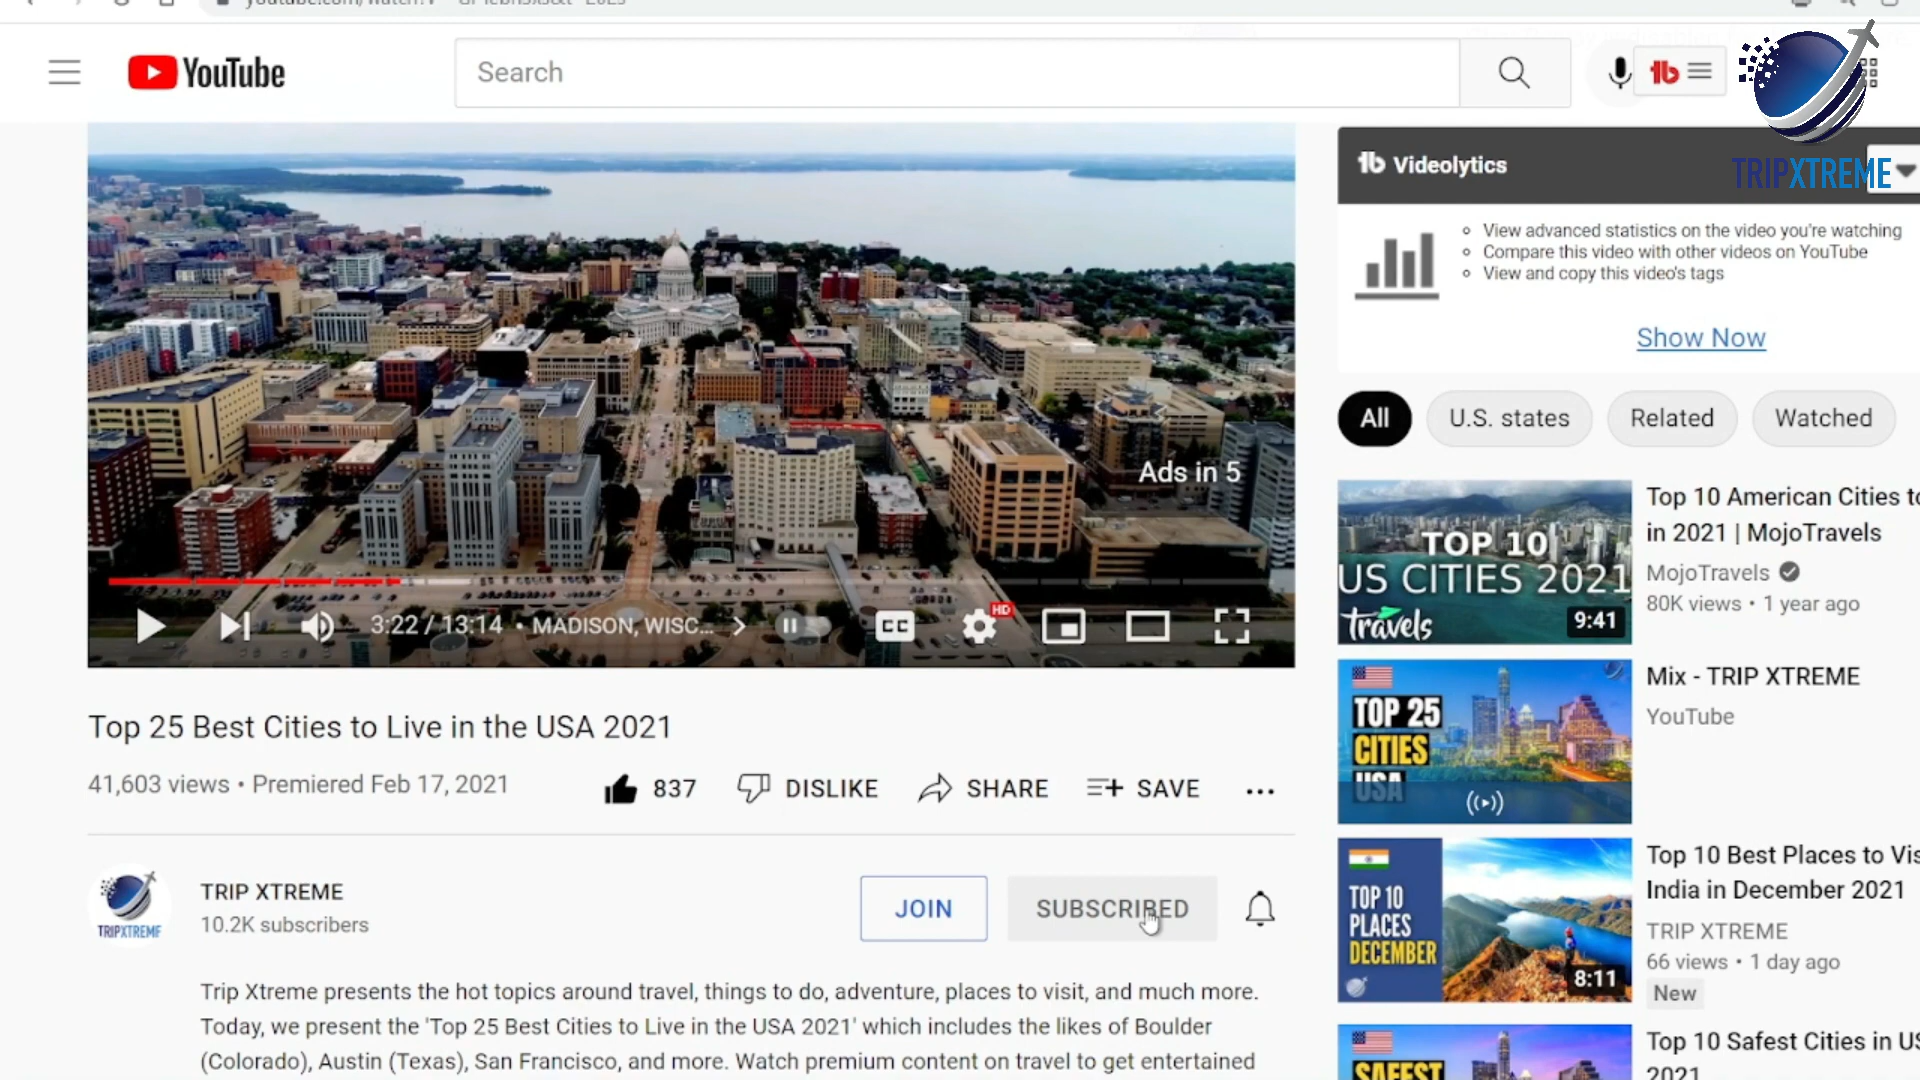 YouTube
Search
TRIPXTREME
Videolytics
View advanced statistics on the video you're watching
Compare this video with other videos on YouTube
View and copy this video's tags
Show Now
All
U.S. states
Related
Watched
Ads in 5
3:22 / 13:14 • MADISON, WISC...
CC
HD
Top 25 Best Cities to Live in the USA 2021
41,603 views • Premiered Feb 17, 2021
837
DISLIKE
SHARE
SAVE
TRIP XTREME
10.2K subscribers
TRIPXTREME
JOIN
SUBSCRIBED
Trip Xtreme presents the hot topics around travel, things to do, adventure, places to visit, and much more.
Today, we present the 'Top 25 Best Cities to Live in the USA 2021' which includes the likes of Boulder
(Colorado), Austin (Texas), San Francisco, and more. Watch premium content on travel to get entertained
TOP 10
US CITIES 2021
travels
9:41
Top 10 American Cities to
in 2021 | MojoTravels
MojoTravels
80K views • 1 year ago
TOP 25
CITIES
USA
Mix - TRIP XTREME
YouTube
TOP 10
PLACES
DECEMBER
8:11
Top 10 Best Places to Vis
India in December 2021
TRIP XTREME
66 views • 1 day ago
New
SAFEST
Top 10 Safest Cities in US
2021